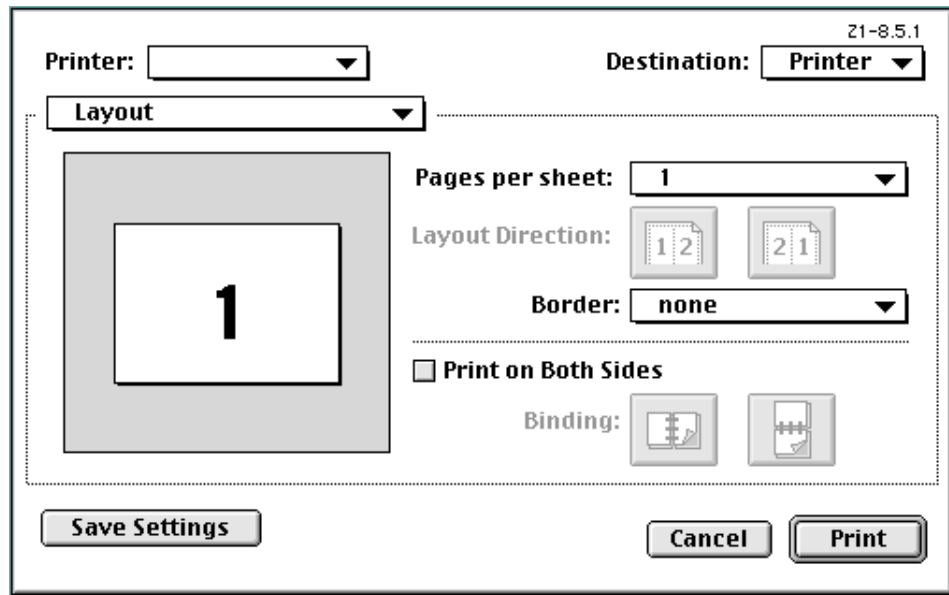 Z1-8.5.1
Printer: Destination: Printer
Layout
Pages per sheet: 1
Layout Direction: 1 2 2 1
1
Border: none
Print on Both Sides
Binding:
Save Settings Cancel Print